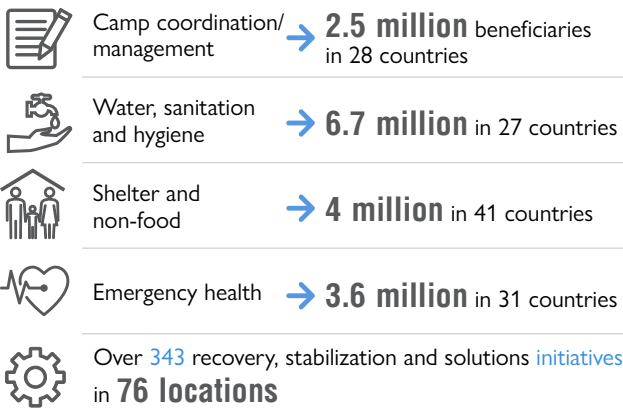 Camp coordination/
management
2.5 million beneficiaries
in 28 countries
Water, sanitation
and hygiene
6.7 million in 27 countries
Shelter and
non-food
4 million in 41 countries
Emergency health
3.6 million in 31 countries
Over 343 recovery, stabilization and solutions initiatives
in 76 locations